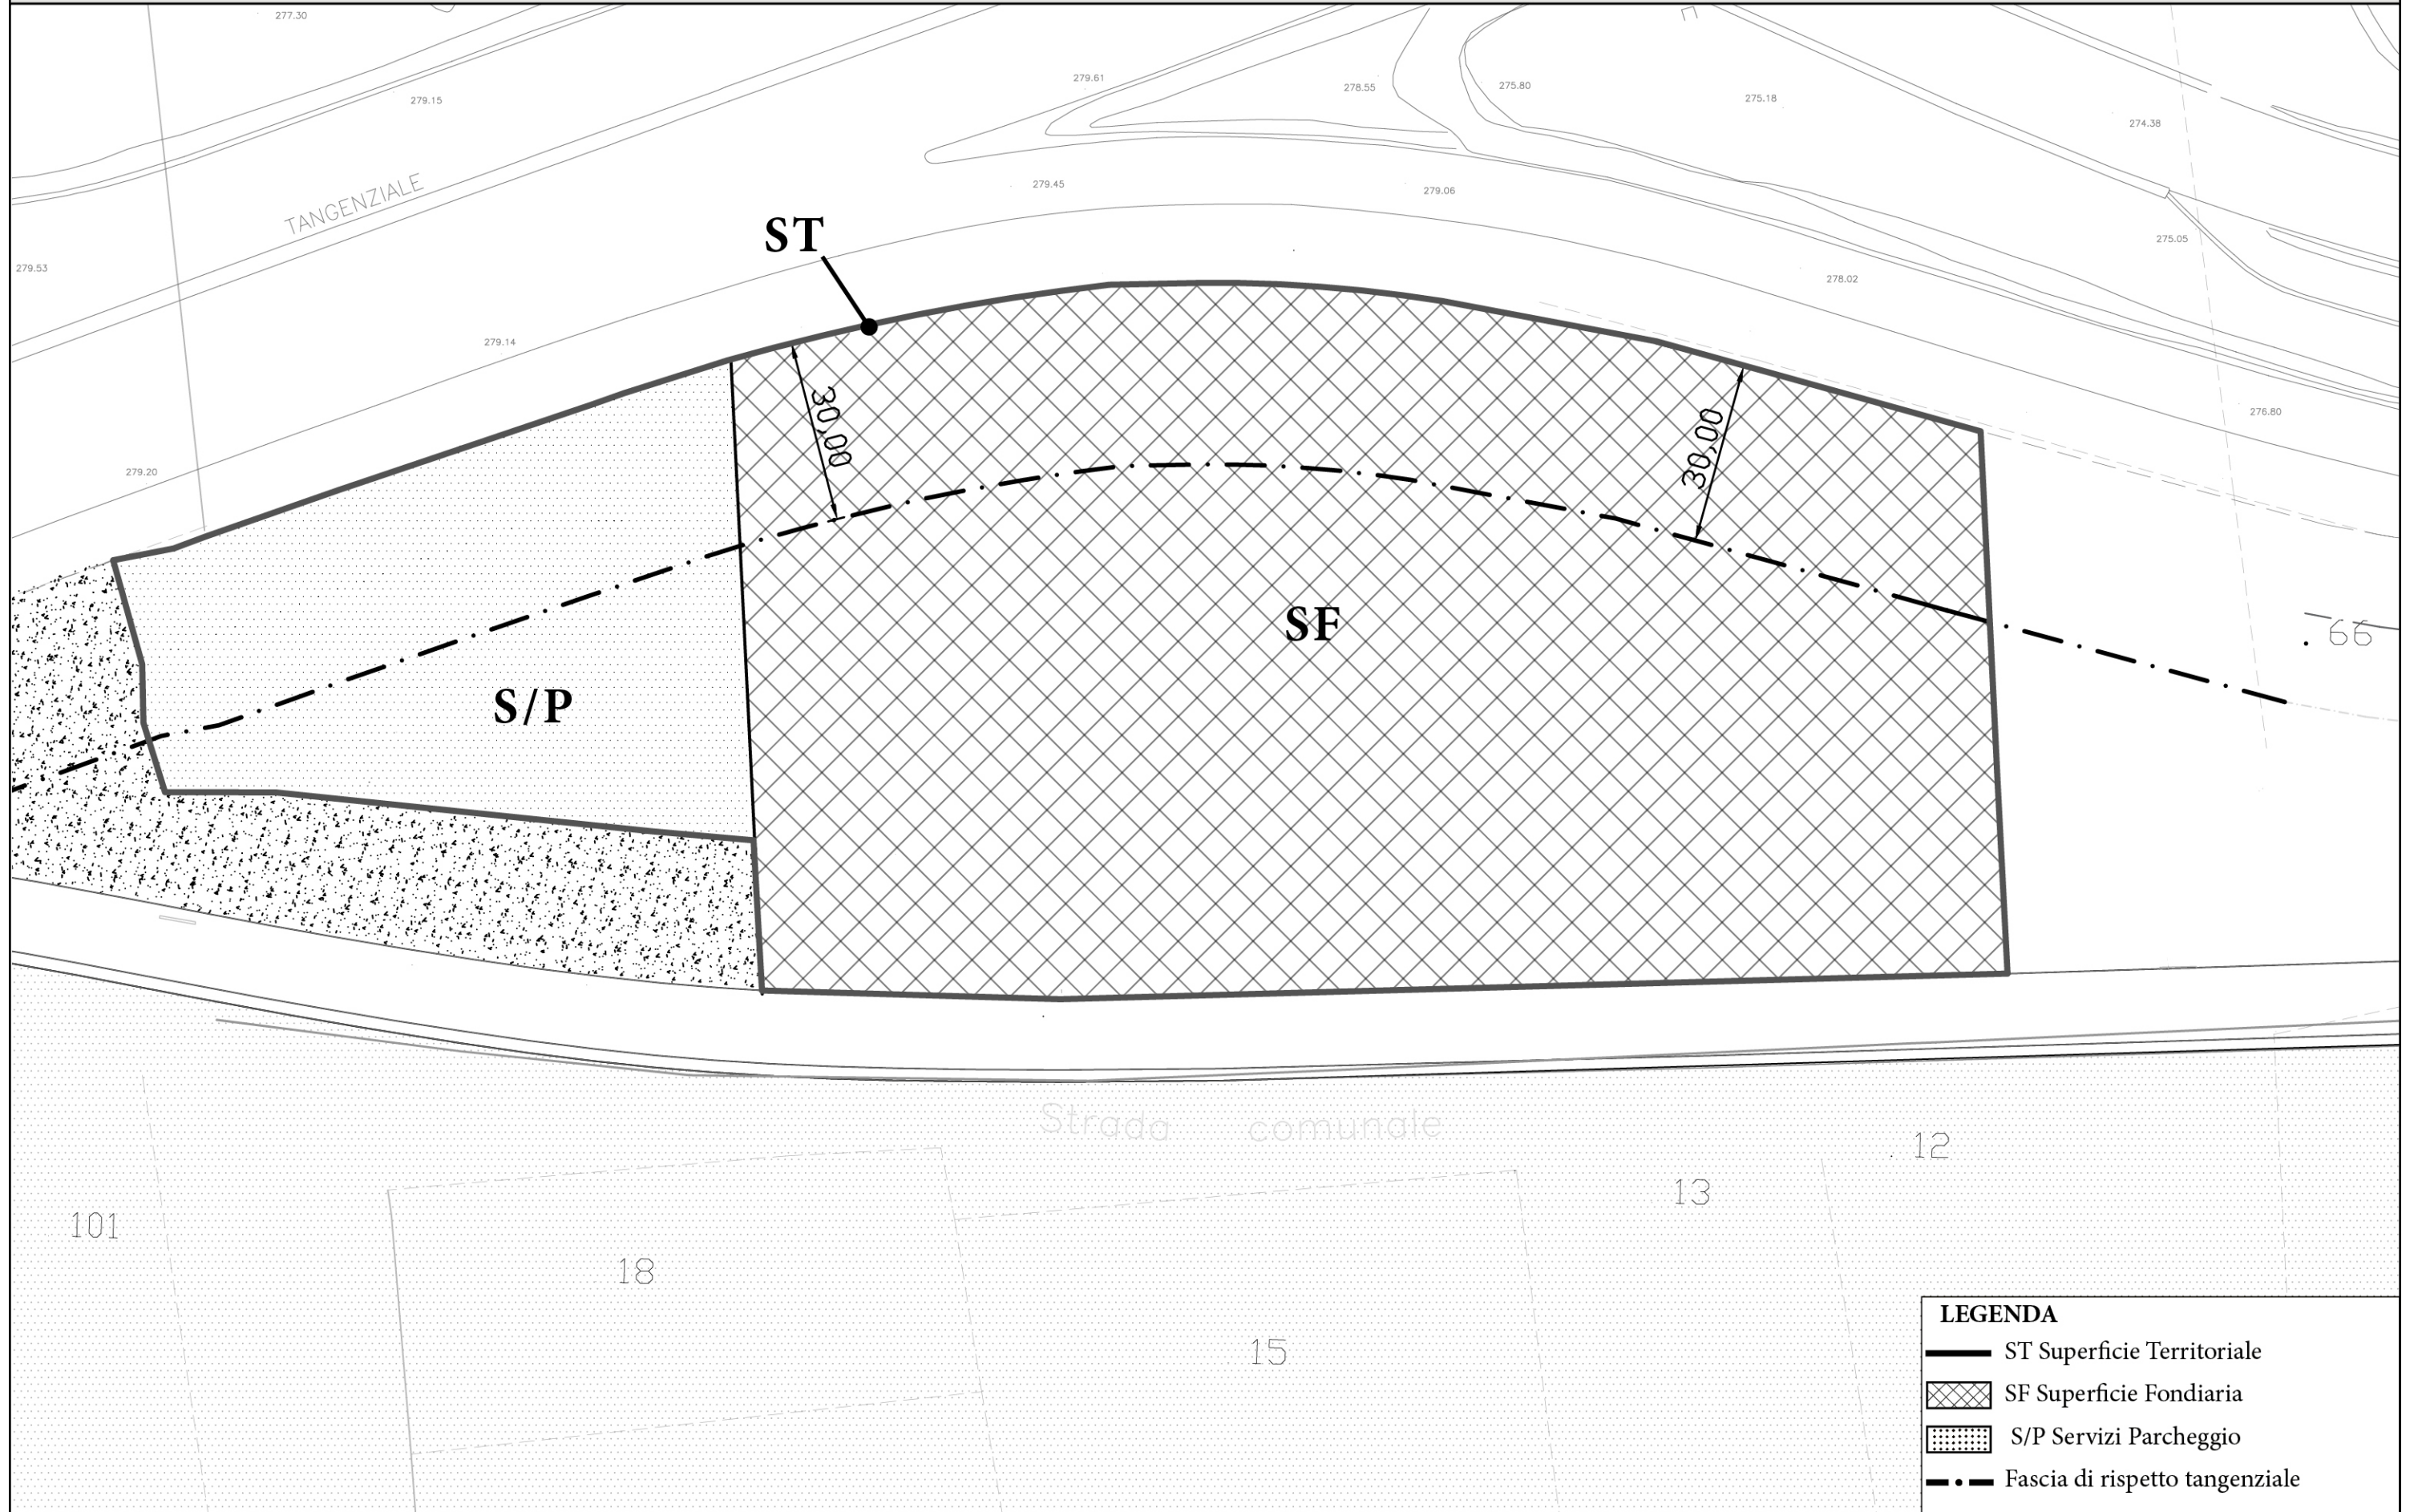 277.30
279.15
279.61
278.55
275.80
275.18
274.38
TANGENZIALE
279.45
279.06
ST
275.05
279.53
278.02
279.14
30,00
30,00
276.80
279.20
SF
66
S/P
Strada comunale
12
13
101
18
15
LEGENDA
ST Superficie Territoriale
SF Superficie Fondiaria
S/P Servizi Parcheggio
Fascia di rispetto tangenziale